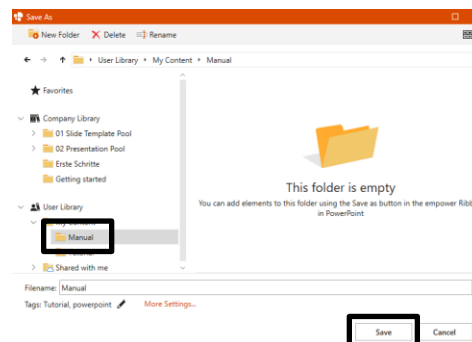 Save As
New Folder Delete Rename
User Library My Content Manual
Favorites
Company Library
01 Slide Template Pool
02 Presentation Pool
Erste Schritte
Getting started
User Library
Manual
Shared with me
This folder is empty
You can add elements to this folder using the Save as button in the empower Ribb
in PowerPoint
Filename: Manual
Tags: Tutorial, powerpoint More Settings...
Save Cancel